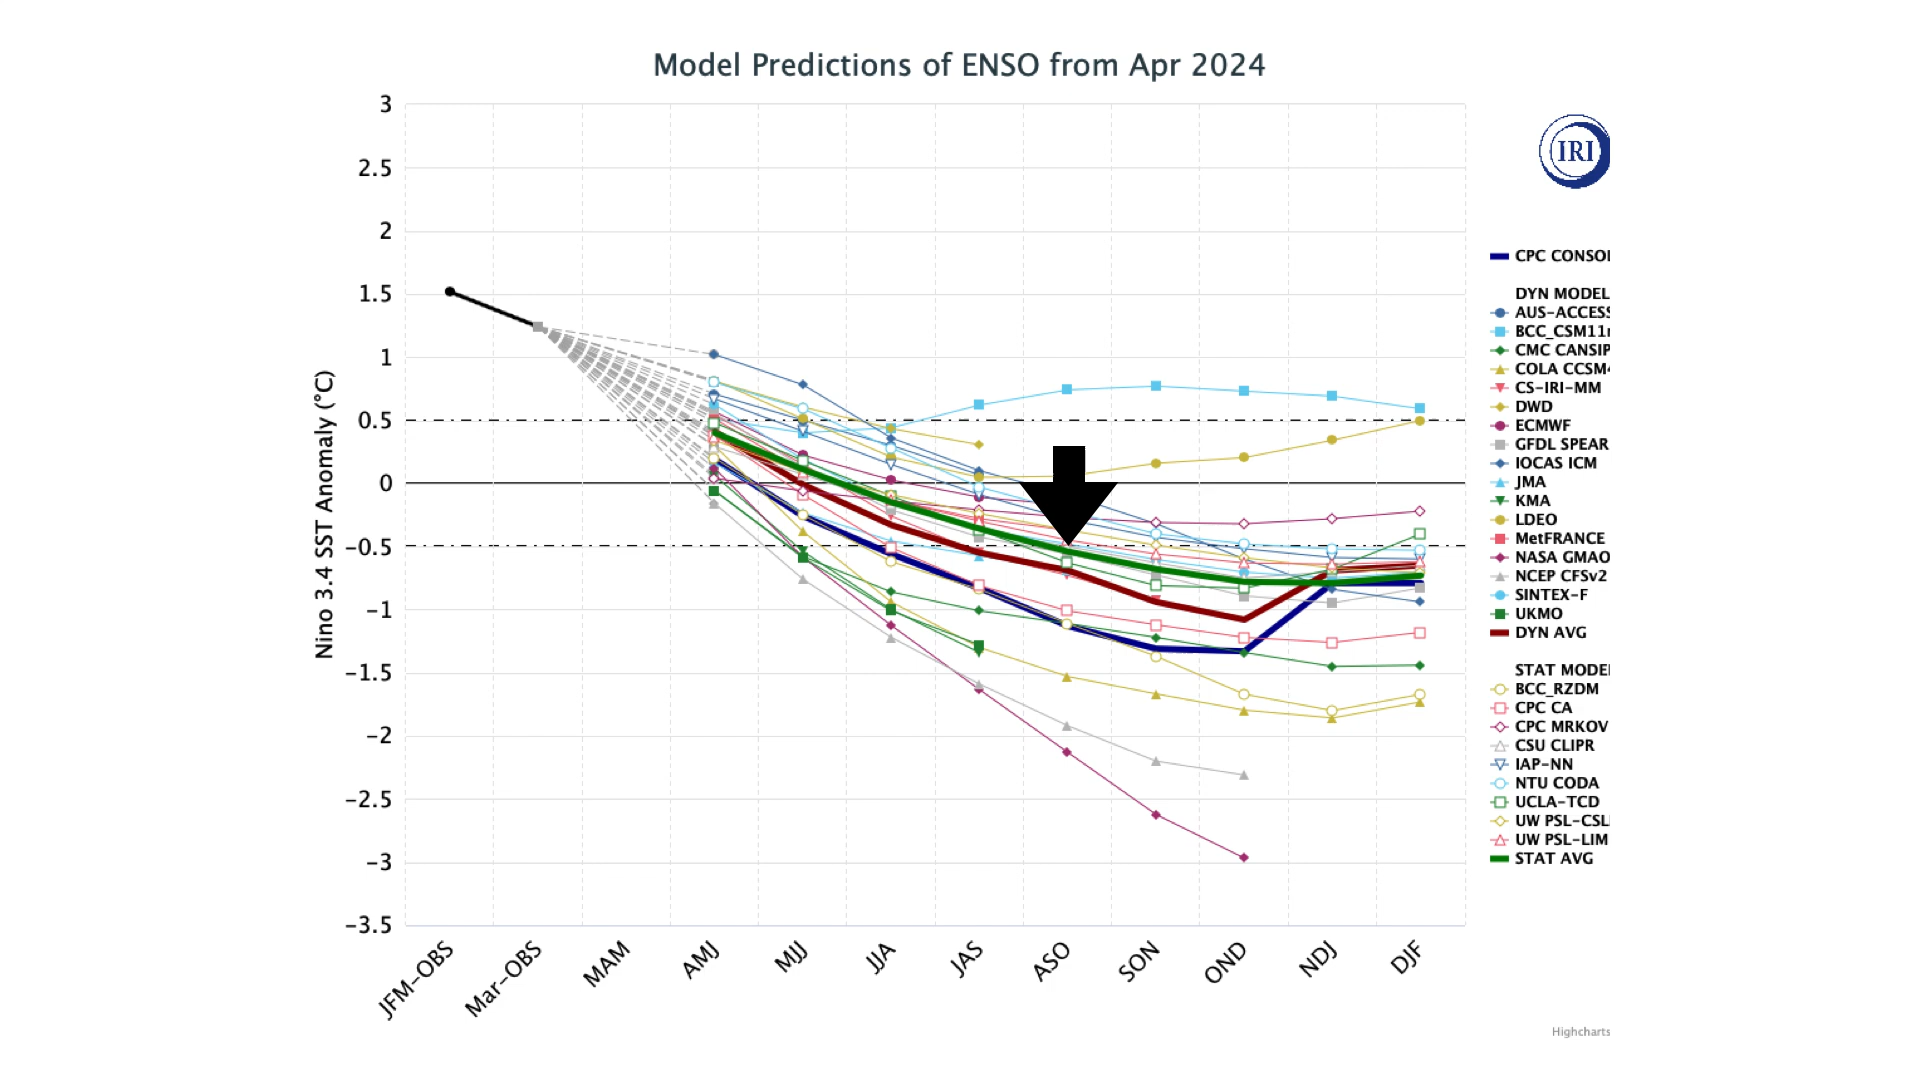 Model Predictions of ENSO from Apr 2024
IRI
Nino 3.4 SST Anomaly (°C)
3
2.5
2
1.5
1
0.5
0
−0.5
−1
−1.5
−2
−2.5
−3
−3.5
JFM-OBS
Mar-OBS
MAM
AMJ
MJJ
JJA
JAS
ASO
SON
OND
NDJ
DJF
CPC CONSOI
DYN MODEL
AUS-ACCESS
BCC_CSM11
CMC CANSIP
COLA CCSM4
CS-IRI-MM
DWD
ECMWF
GFDL SPEAR
IOCAS ICM
JMA
KMA
LDEO
MetFRANCE
NASA GMAO
NCEP CFSv2
SINTEX-F
UKMO
DYN AVG
STAT MODEI
BCC_RZDM
CPC CA
CPC MRKOV
CSU CLIPR
IAP-NN
NTU CODA
UCLA-TCD
UW PSL-CSL
UW PSL-LIM
STAT AVG
Highcharts